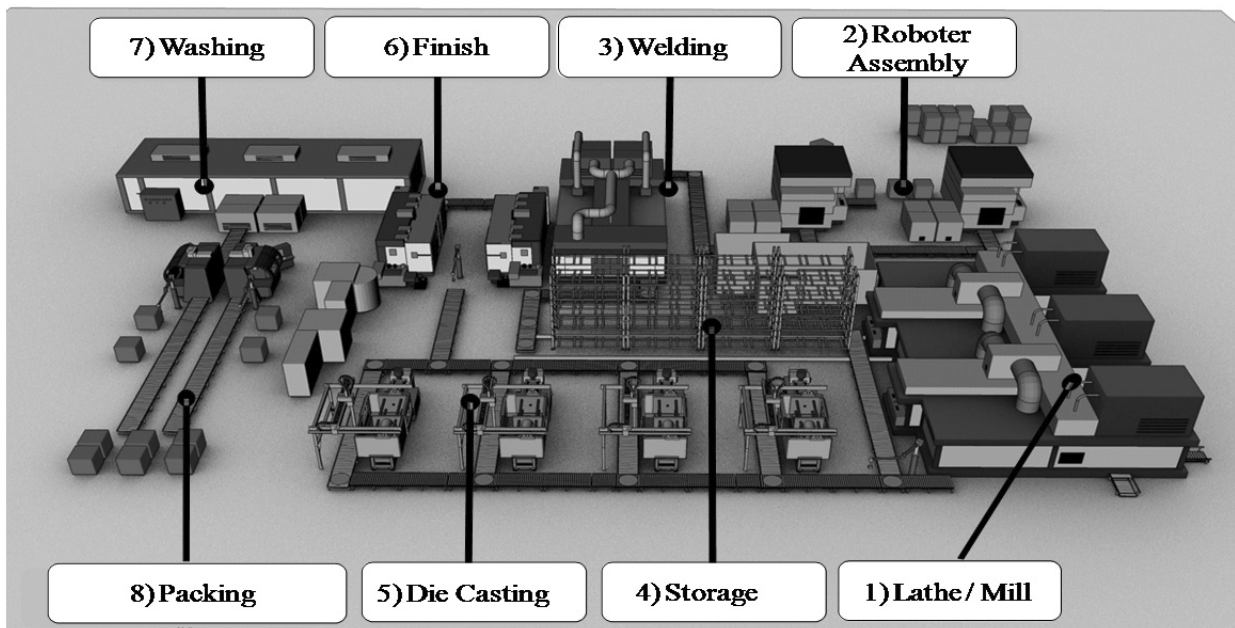 7) Washing
6) Finish
3) Welding
2) Roboter
Assembly
8) Packing
5) Die Casting
4) Storage
1) Lathe / Mill